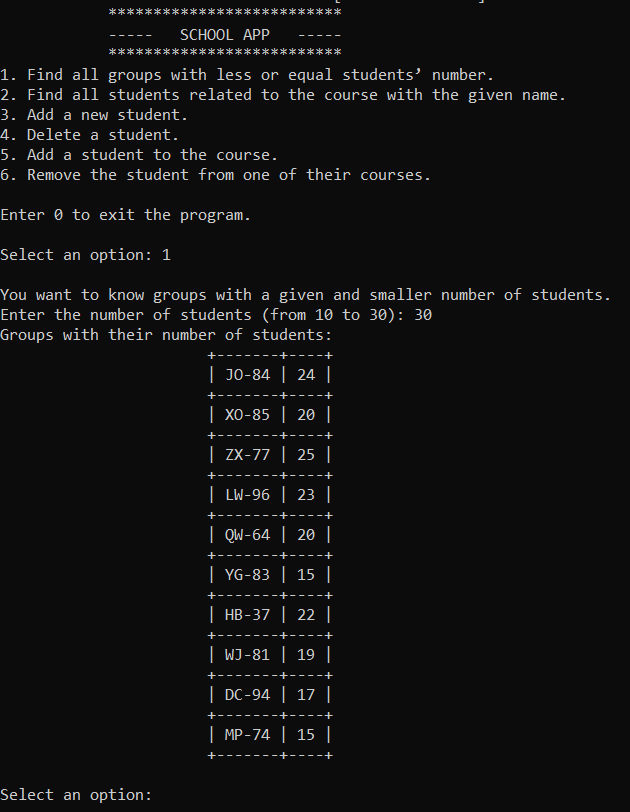 **************************
-----   SCHOOL APP   -----
**************************
1. Find all groups with less or equal students’ number.
2. Find all students related to the course with the given name.
3. Add a new student.
4. Delete a student.
5. Add a student to the course.
6. Remove the student from one of their courses.
Enter 0 to exit the program.
Select an option: 1
You want to know groups with a given and smaller number of students.
Enter the number of students (from 10 to 30): 30
Groups with their number of students:
+-------+----+
| JO-84 | 24 |
+-------+----+
| XO-85 | 20 |
+-------+----+
| ZX-77 | 25 |
+-------+----+
| LW-96 | 23 |
+-------+----+
| QW-64 | 20 |
+-------+----+
| YG-83 | 15 |
+-------+----+
| HB-37 | 22 |
+-------+----+
| WJ-81 | 19 |
+-------+----+
| DC-94 | 17 |
+-------+----+
| MP-74 | 15 |
+-------+----+
Select an option: